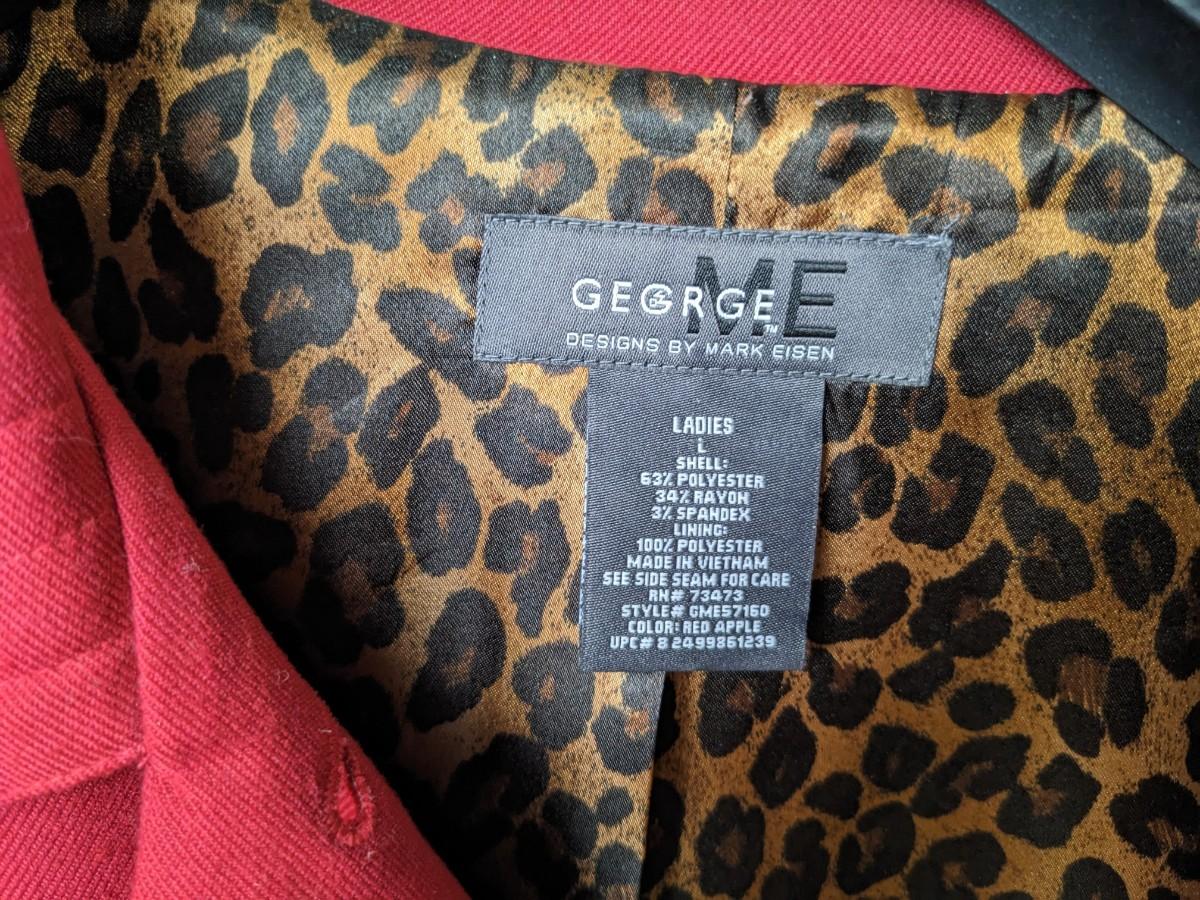 GEORGE ME™
DESIGNS BY MARK EISEN
LADIES
L
SHELL:
63% POLYESTER
34% RAYON
3% SPANDEX
LINING:
100% POLYESTER
MADE IN VIETNAM
SEE SIDE SEAM FOR CARE
RN# 73473
STYLE# GME57160
COLOR: RED APPLE
UPC# 8 2499861239